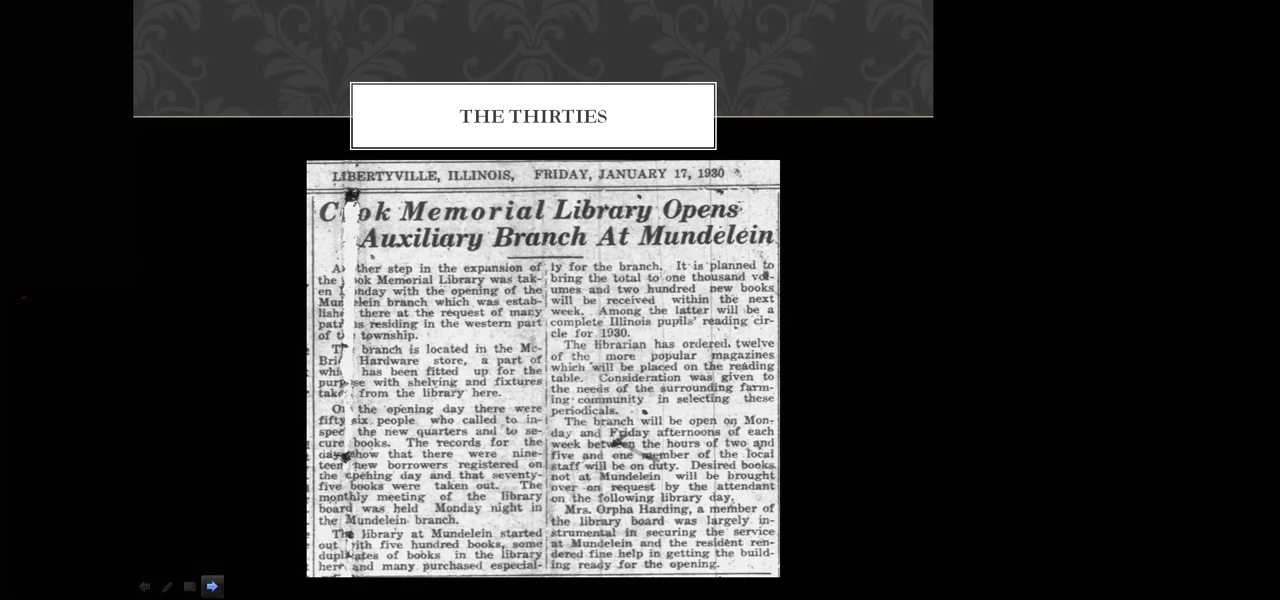 THE THIRTIES
LIBERTYVILLE, ILLINOIS, FRIDAY, JANUARY 17, 1930
C ok Memorial Library Opens
Auxiliary Branch At Mundelein
ther step in the expansion of
the ok Memorial Library was tak-
en nday with the opening of the
Mun elein branch which was estab-
lishe there at the request of many
patr ns residing in the western part
of t township.
branch is located in the Mc-
Bri Hardware store, a part of
whi has been fitted up for the
purpose with shelving and fixtures
take from the library here.
On the opening day there were
fifty six people who called to in-
spec the new quarters and to se-
cure books. The records for the
day show that there were nine-
teen new borrowers registered on
the opening day and that seventy-
five books were taken out. The
monthly meeting of the library
board was held Monday night in
the Mundelein branch.
The library at Mundelein started
out with five hundred books, some
duplicates of books in the library
here and many purchased especial-
ly for the branch. It is planned to
bring the total to one thousand vol-
umes and two hundred new books
will be received within the next
week. Among the latter will be a
complete Illinois pupils' reading cir-
cle for 1930.
The librarian has ordered twelve
of the more popular magazines
which will be placed on the reading
table. Consideration was given to
the needs of the surrounding farm-
ing community in selecting these
periodicals.
The branch will be open on Mon-
day and Friday afternoons of each
week between the hours of two and
five and one member of the local
staff will be on duty. Desired books
not at Mundelein will be brought
over on request by the attendant
on the following library day.
Mrs. Orpha Harding, a member of
the library board was largely in-
strumental in securing the service
at Mundelein and the resident ren-
dered fine help in getting the build-
ing ready for the opening.